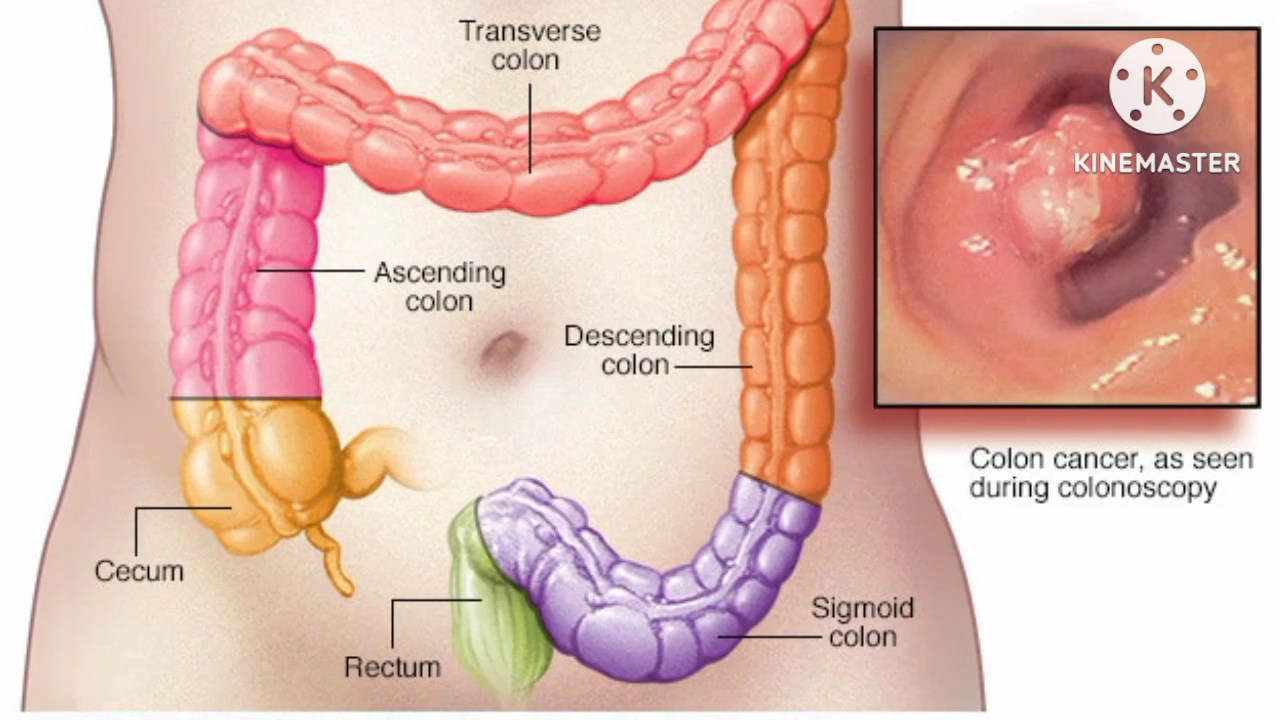 Transverse
colon
K
KINEMASTER
Ascending
colon
Descending
colon
Colon cancer, as seen
during colonoscopy
Cecum
Sigmoid
colon
Rectum